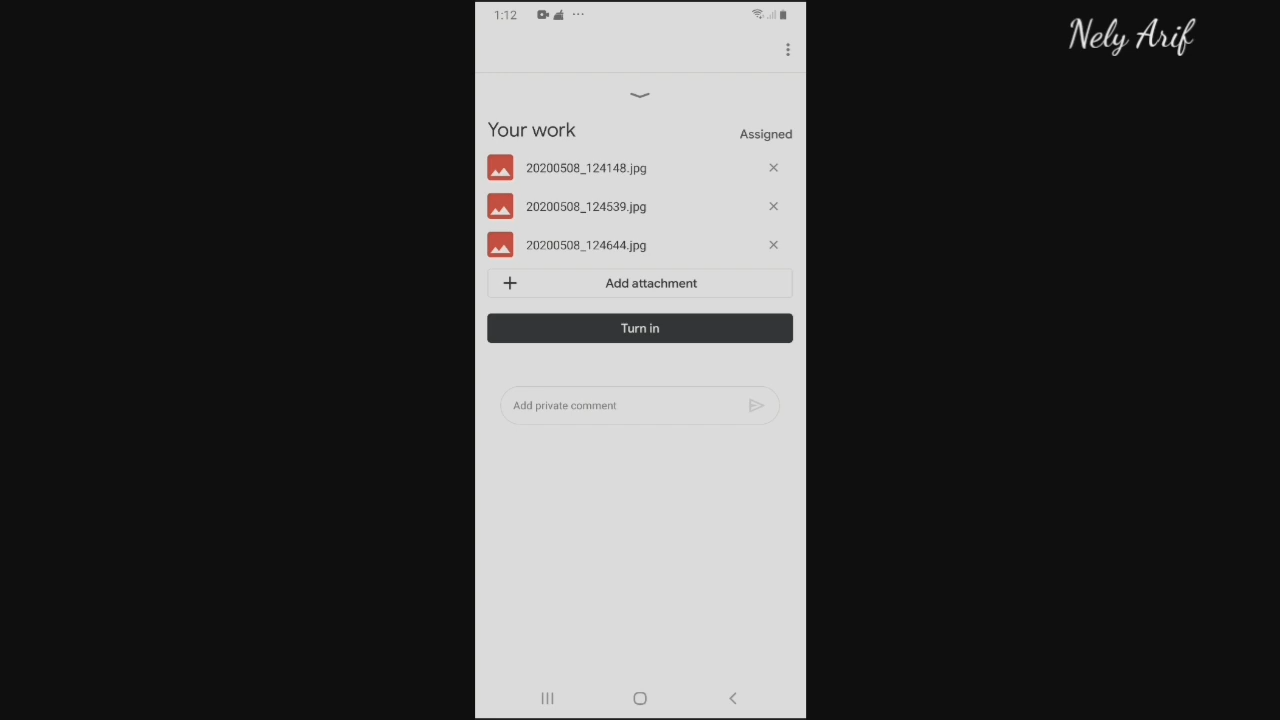 1:12
Nely Arif
Your work
Assigned
20200508_124148.jpg
20200508_124539.jpg
20200508_124644.jpg
Add attachment
Turn in
Add private comment